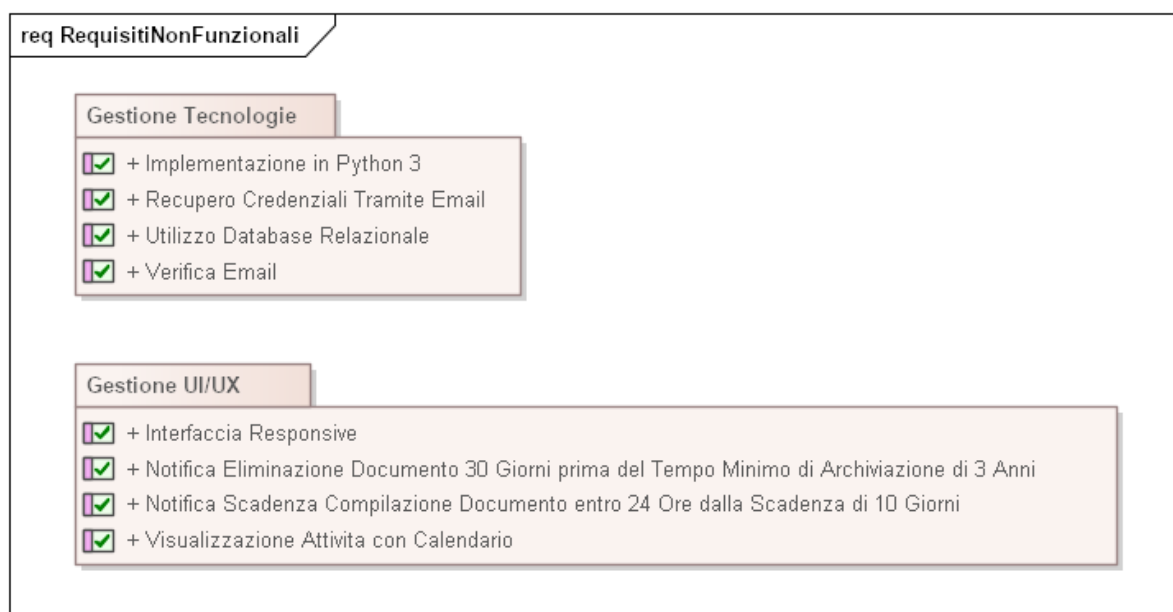 req RequisitiNonFunzionali
Gestione Tecnologie
+ Implementazione in Python 3
+ Recupero Credenziali Tramite Email
+ Utilizzo Database Relazionale
+ Verifica Email
Gestione UI/UX
+ Interfaccia Responsive
+ Notifica Eliminazione Documento 30 Giorni prima del Tempo Minimo di Archiviazione di 3 Anni
+ Notifica Scadenza Compilazione Documento entro 24 Ore dalla Scadenza di 10 Giorni
+ Visualizzazione Attivita con Calendario